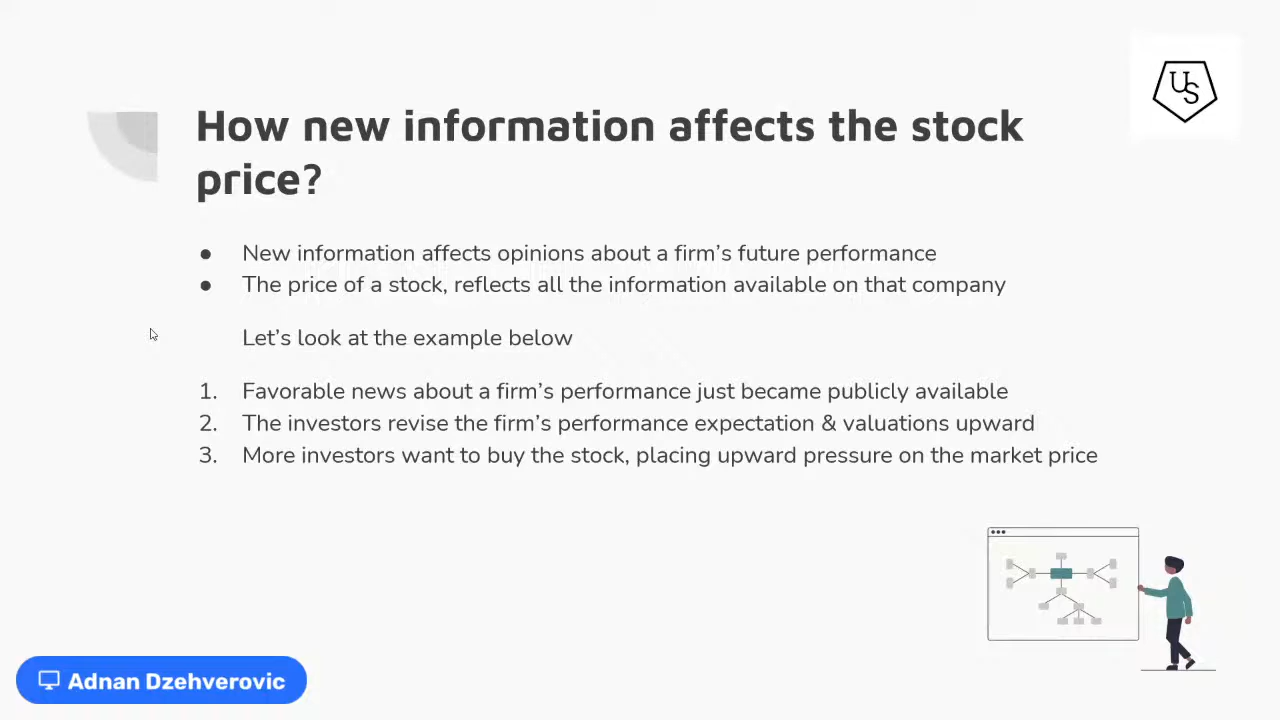 How new information affects the stock
price?
● New information affects opinions about a firm’s future performance
● The price of a stock, reflects all the information available on that company
Let’s look at the example below
1. Favorable news about a firm’s performance just became publicly available
2. The investors revise the firm’s performance expectation & valuations upward
3. More investors want to buy the stock, placing upward pressure on the market price
US
Adnan Dzehverovic